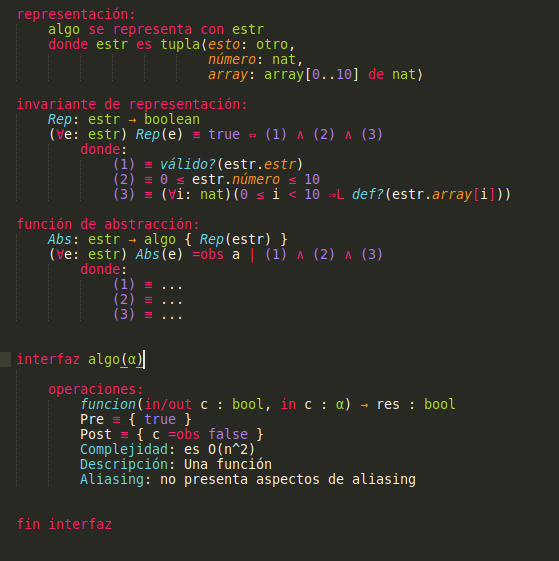 representación:
algo se representa con estr
donde estr es tupla(esto: otro,
número: nat,
array: array[0..10] de nat)
invariante de representación:
Rep: estr → boolean
(∀e: estr) Rep(e) ≡ true ⇔ (1) ∧ (2) ∧ (3)
donde:
(1) ≡ válido?(estr.estr)
(2) ≡ 0 ≤ estr.número ≤ 10
(3) ≡ (∀i: nat)(0 ≤ i < 10 ⇒L def?(estr.array[i]))
función de abstracción:
Abs: estr → algo { Rep(estr) }
(∀e: estr) Abs(e) =obs a | (1) ∧ (2) ∧ (3)
donde:
(1) ≡ ...
(2) ≡ ...
(3) ≡ ...
interfaz algo(α)
operaciones:
funcion(in/out c : bool, in c : α) → res : bool
Pre ≡ { true }
Post ≡ { c =obs false }
Complejidad: es O(n^2)
Descripción: Una función
Aliasing: no presenta aspectos de aliasing
fin interfaz